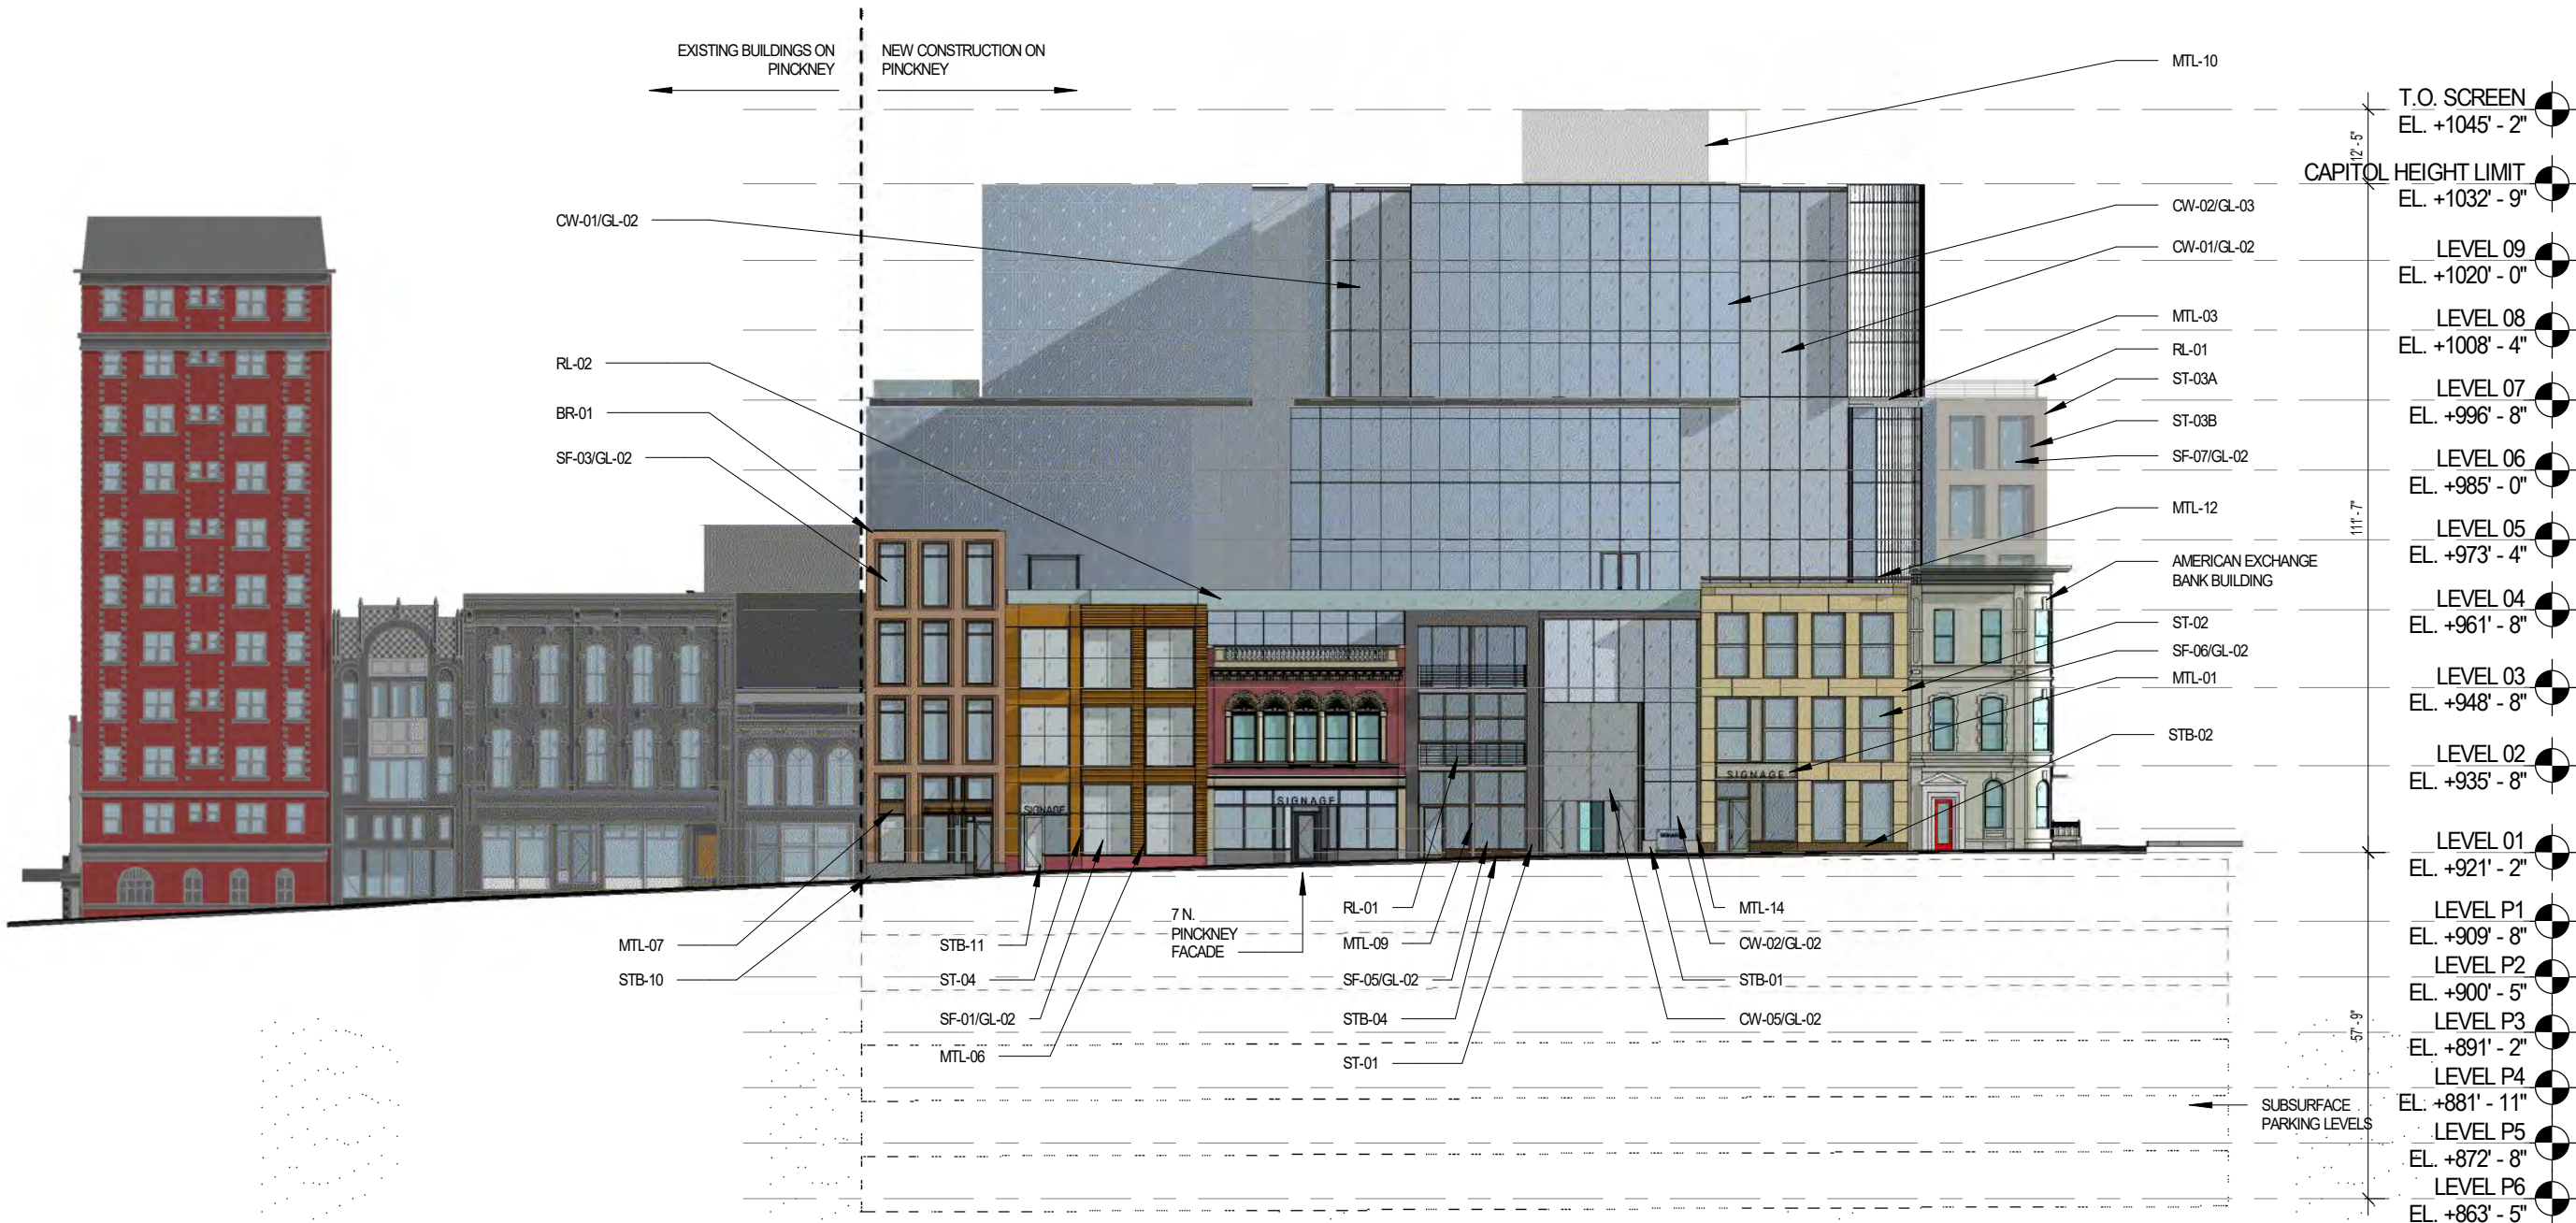 EXISTING BUILDINGS ON
PINCKNEY
NEW CONSTRUCTION ON
PINCKNEY
CW-01/GL-02
RL-02
BR-01
SF-03/GL-02
MTL-10
CW-02/GL-03
CW-01/GL-02
MTL-03
RL-01
ST-03A
ST-03B
SF-07/GL-02
MTL-12
AMERICAN EXCHANGE
BANK BUILDING
ST-02
SF-06/GL-02
MTL-01
STB-02
T.O. SCREEN
EL. +1045' - 2"
CAPITOL HEIGHT LIMIT
EL. +1032' - 9"
LEVEL 09
EL. +1020' - 0"
LEVEL 08
EL. +1008' - 4"
LEVEL 07
EL. +996' - 8"
LEVEL 06
EL. +985' - 0"
LEVEL 05
EL. +973' - 4"
LEVEL 04
EL. +961' - 8"
LEVEL 03
EL. +948' - 8"
LEVEL 02
EL. +935' - 8"
LEVEL 01
EL. +921' - 2"
LEVEL P1
EL. +909' - 8"
LEVEL P2
EL. +900' - 5"
LEVEL P3
EL. +891' - 2"
LEVEL P4
EL. +881' - 11"
LEVEL P5
EL. +872' - 8"
LEVEL P6
EL. +863' - 5"
12' - 5"
111' - 7"
57' - 9"
SIGNAGE
SIGNAGE
SIGNAGE
MTL-07
STB-10
STB-11
ST-04
SF-01/GL-02
MTL-06
7 N.
PINCKNEY
FACADE
RL-01
MTL-09
SF-05/GL-02
STB-04
ST-01
MTL-14
CW-02/GL-02
STB-01
CW-05/GL-02
SUBSURFACE
PARKING LEVELS